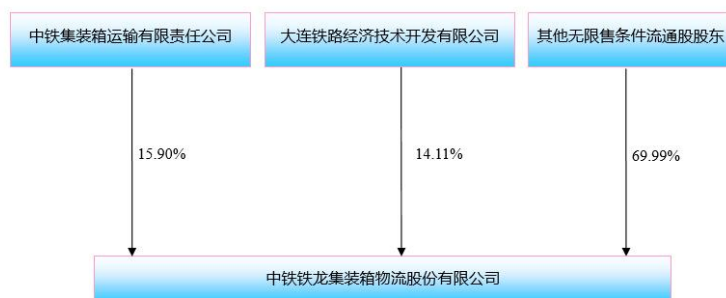 中铁集装箱运输有限责任公司
大连铁路经济技术开发有限公司
其他无限售条件流通股股东
15.90%
14.11%
69.99%
中铁铁龙集装箱物流股份有限公司